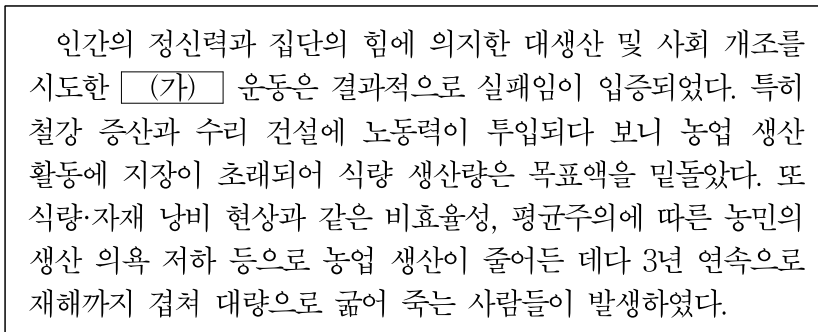 인간의 정신력과 집단의 힘에 의지한 대생산 및 사회 개조를
시도한 (가) 운동은 결과적으로 실패임이 입증되었다. 특히
철강 증산과 수리 건설에 노동력이 투입되다 보니 농업 생산
활동에 지장이 초래되어 식량 생산량은 목표액을 밑돌았다. 또
식량·자재 낭비 현상과 같은 비효율성, 평균주의에 따른 농민의
생산 의욕 저하 등으로 농업 생산이 줄어든 데다 3년 연속으로
재해까지 겹쳐 대량으로 굶어 죽는 사람들이 발생하였다.